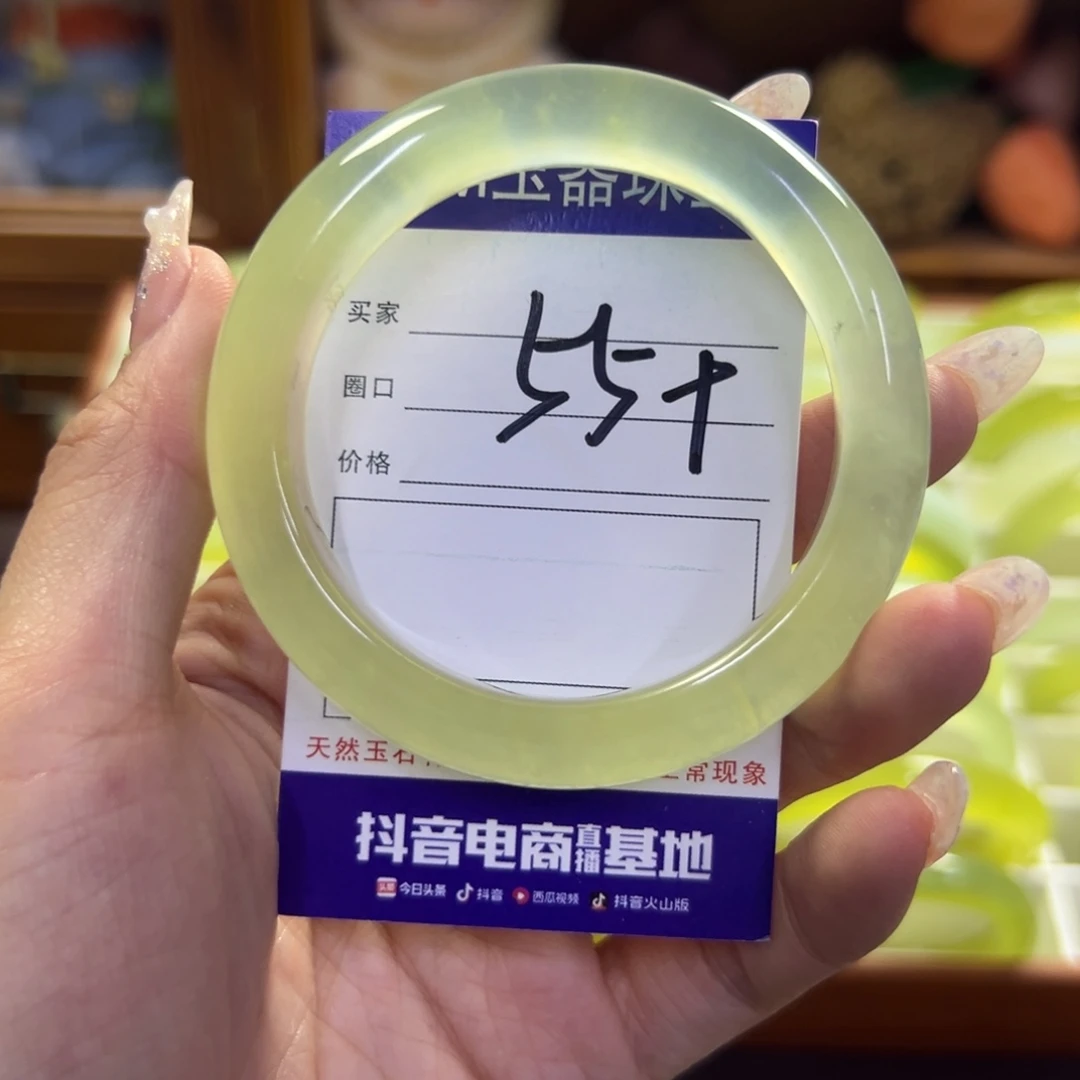 玉器珠
买家
圈口
55+
价格
天然玉石
常现象
抖音电商直播基地
今日头条 抖音 西瓜视频 抖音火山版